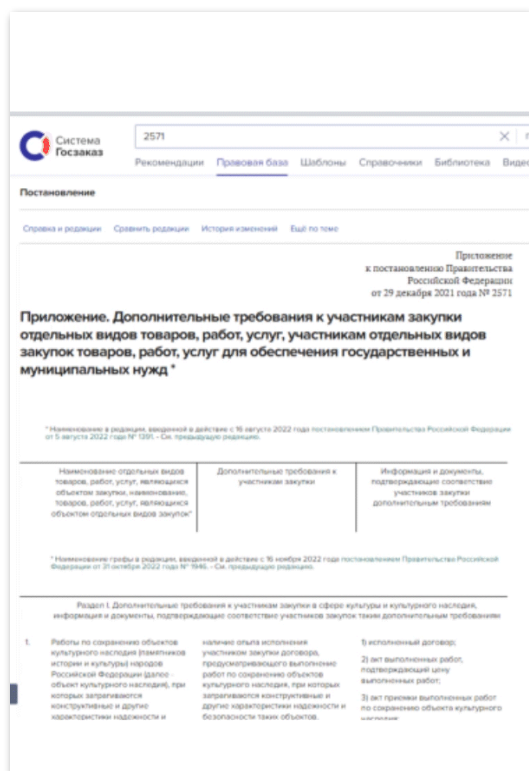 Система
Госзаказ
2571
Рекомендации Правовая база Шаблоны Справочники Библиотека Видео
Постановление
Справка и редакции Сравнить редакции История изменений Ещё по теме
Приложение
к постановлению Правительства
Российской Федерации
от 29 декабря 2021 года № 2571
Приложение. Дополнительные требования к участникам закупки
отдельных видов товаров, работ, услуг, участникам отдельных видов
закупок товаров, работ, услуг для обеспечения государственных и
муниципальных нужд *
* Наименование в редакции, введенной в действие с 16 августа 2022 года постановлением Правительства Российской Федерации
от 5 августа 2022 года № 1391. - См. предыдущую редакцию.
Наименование отдельных видов
товаров, работ, услуг, являющихся
объектом закупки, наименование,
товаров, работ, услуг, являющихся
объектом отдельных видов закупок*
Дополнительные требования к
участникам закупки
Информация и документы,
подтверждающие соответствие
участников закупки
дополнительным требованиям
* Наименование графы в редакции, введенной в действие с 16 ноября 2022 года постановлением Правительства Российской
Федерации от 31 октября 2022 года № 1946. - См. предыдущую редакцию.
Раздел I. Дополнительные требования к участникам закупки в сфере культуры и культурного наследия,
информация и документы, подтверждающие соответствие участников закупок таким дополнительным требованиям
1. Работы по сохранению объектов
культурного наследия (памятников
истории и культуры) народов
Российской Федерации (далее -
объект культурного наследия), при
которых затрагиваются
конструктивные и другие
характеристики надежности и
наличие опыта исполнения
участником закупки договора,
предусматривающего выполнение
работ по сохранению объектов
культурного наследия, при которых
затрагиваются конструктивные и
другие характеристики надежности и
безопасности таких объектов.
1) исполненный договор;
2) акт выполненных работ,
подтверждающий цену
выполненных работ;
3) акт приемки выполненных работ
по сохранению объекта культурного
наследия